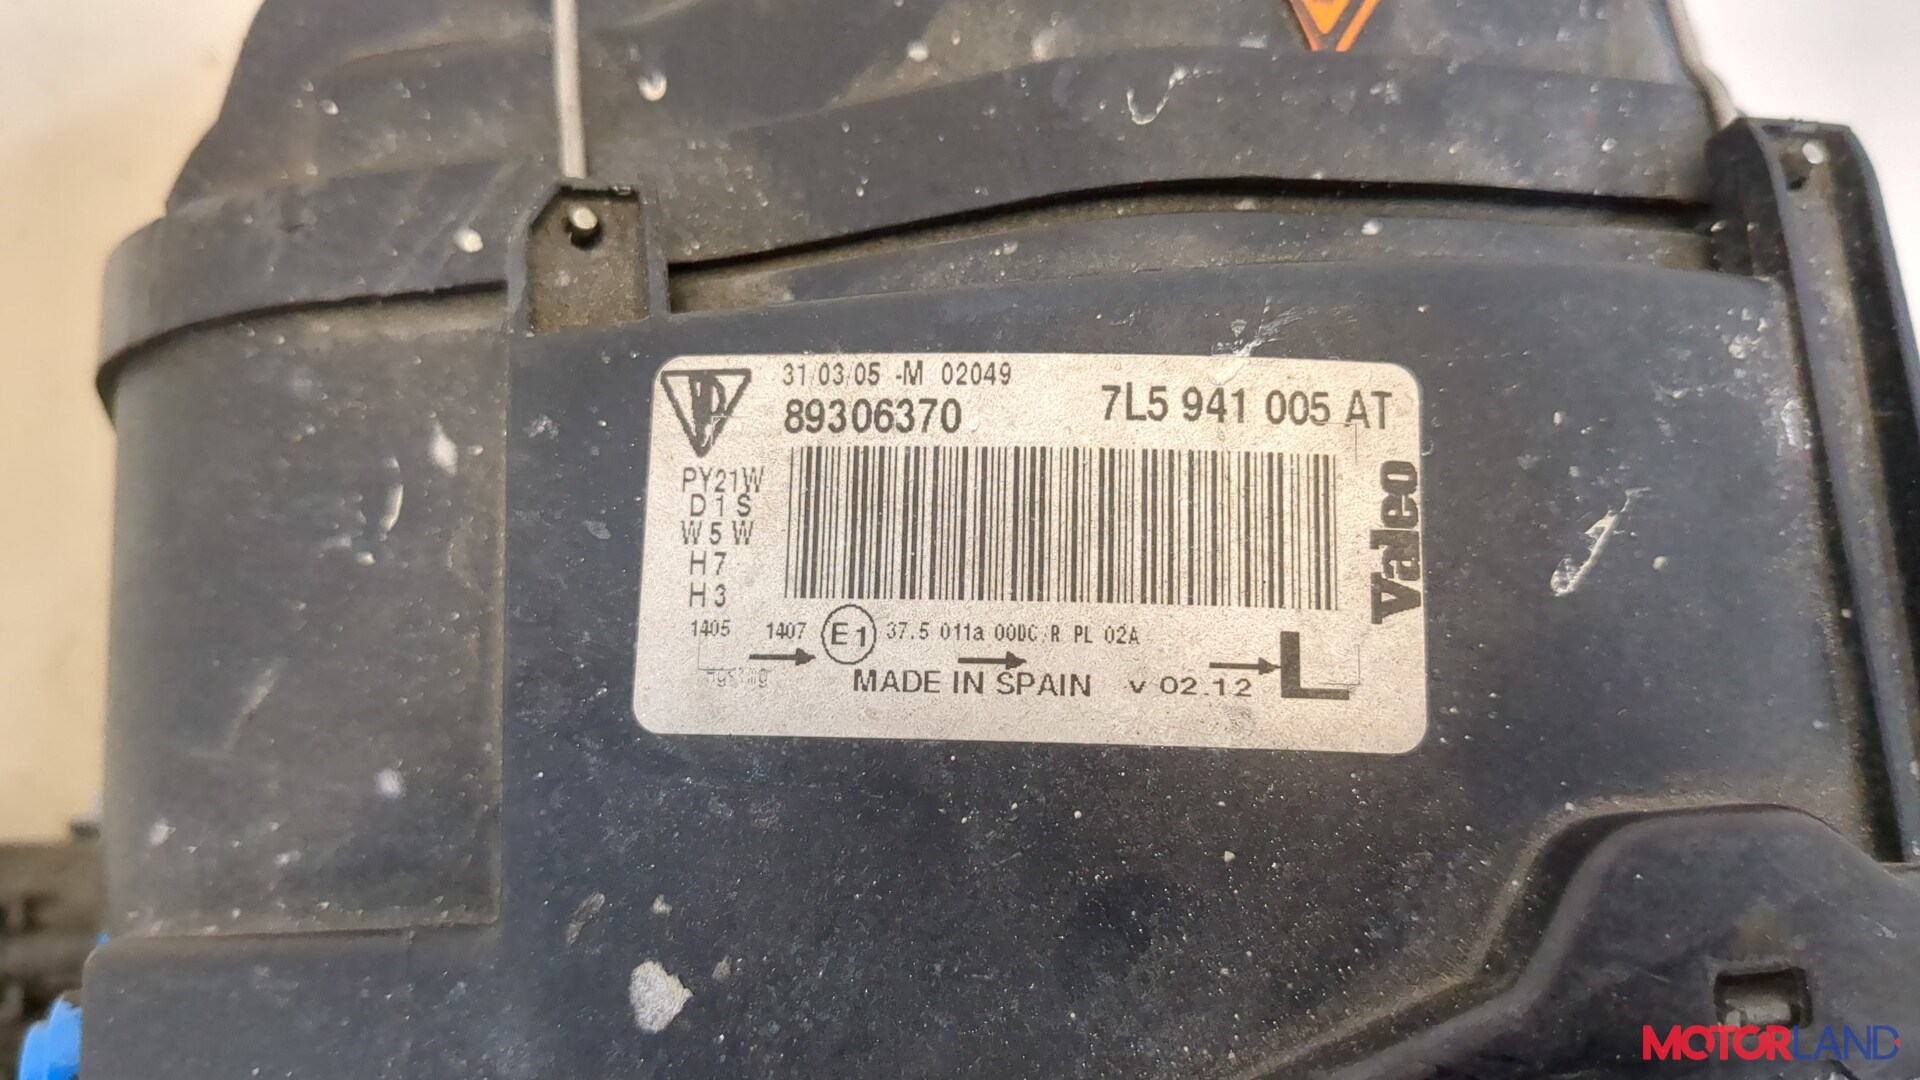 31/03/05 -M 02049
89306370
7L5 941 005 AT
PY21W
D1S
W5W
H7
H3
Valeo
1405 1407 E1 37.5 011a 00DC/R PL 02A
MADE IN SPAIN v 02.12 L
MOTORLAND